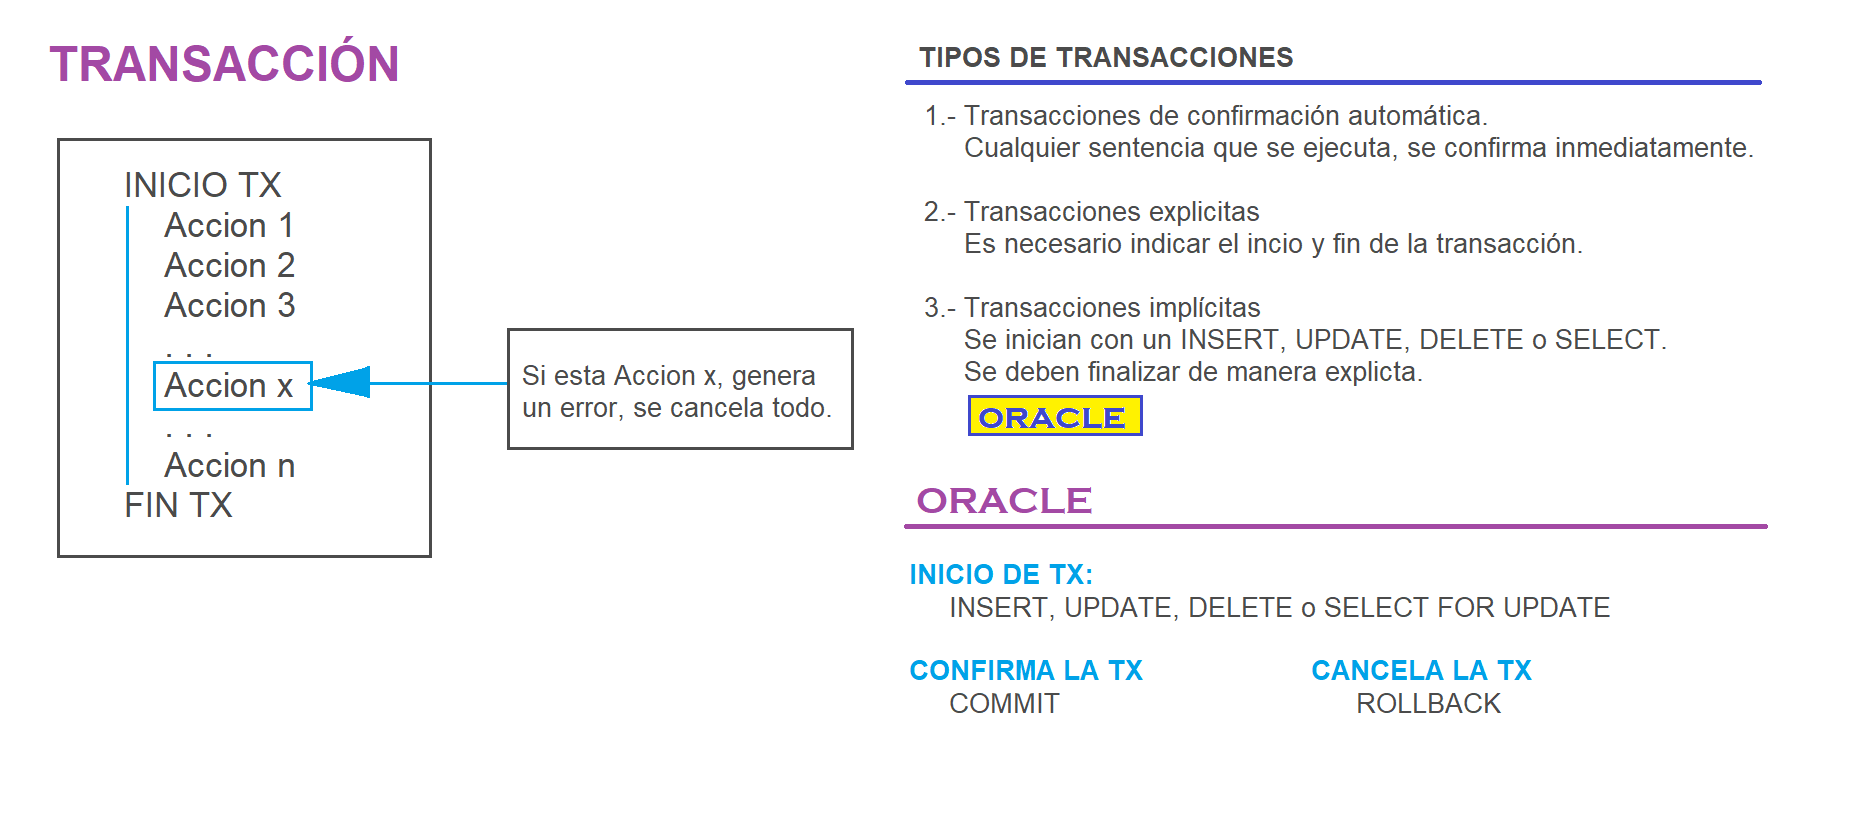 TRANSACCIÓN
INICIO TX
Accion 1
Accion 2
Accion 3
. . .
Accion x
. . .
Accion n
FIN TX
Si esta Accion x, genera
un error, se cancela todo.
TIPOS DE TRANSACCIONES
1.- Transacciones de confirmación automática.
Cualquier sentencia que se ejecuta, se confirma inmediatamente.
2.- Transacciones explicitas
Es necesario indicar el incio y fin de la transacción.
3.- Transacciones implícitas
Se inician con un INSERT, UPDATE, DELETE o SELECT.
Se deben finalizar de manera explicta.
ORACLE
ORACLE
INICIO DE TX:
INSERT, UPDATE, DELETE o SELECT FOR UPDATE
CONFIRMA LA TX
COMMIT
CANCELA LA TX
ROLLBACK